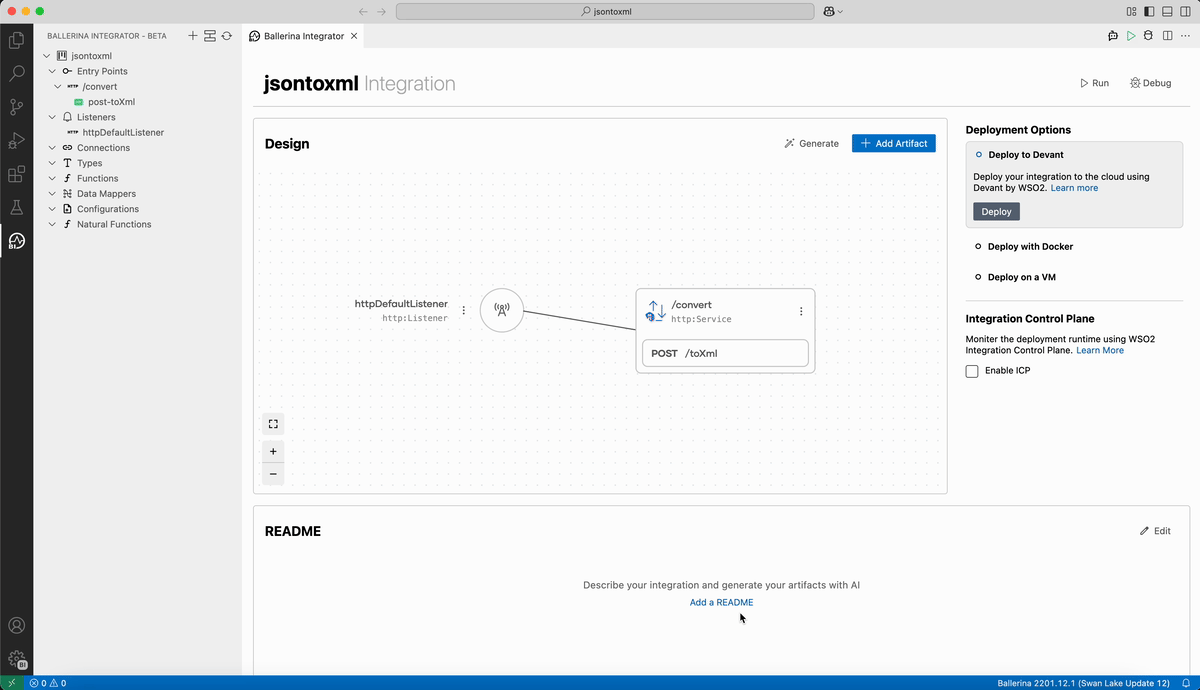 jsontoxml
BALLERINA INTEGRATOR - BETA
Ballerina Integrator
jsontoxml
Entry Points
HTTP /convert
post-toXml
Listeners
HTTP httpDefaultListener
Connections
Types
Functions
Data Mappers
Configurations
Natural Functions
BI
BI
jsontoxml Integration
Run
Debug
Design
Generate
Add Artifact
httpDefaultListener
http:Listener
/convert
http:Service
POST /toXml
Deployment Options
Deploy to Devant
Deploy your integration to the cloud using
Devant by WSO2. Learn more
Deploy
Deploy with Docker
Deploy on a VM
Integration Control Plane
Moniter the deployment runtime using WSO2
Integration Control Plane. Learn More
Enable ICP
README
Edit
Describe your integration and generate your artifacts with AI
Add a README
0 0
Ballerina 2201.12.1 (Swan Lake Update 12)